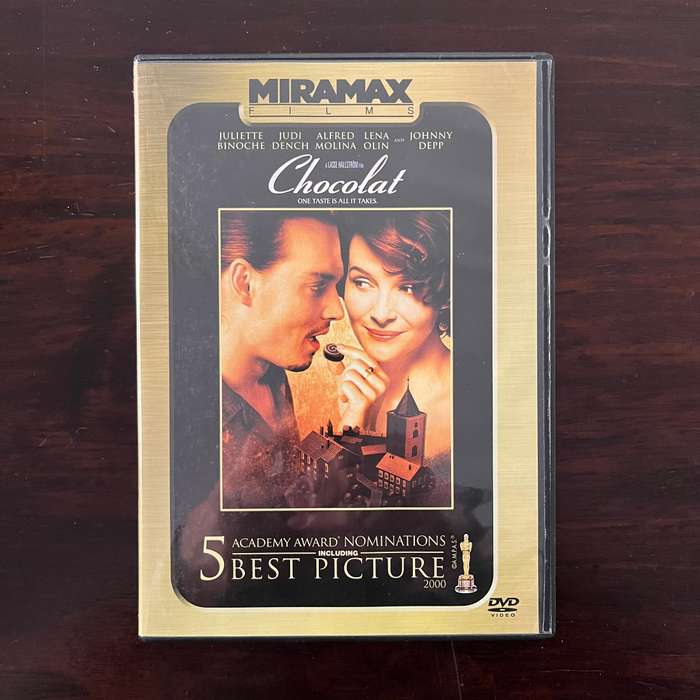 MIRAMAX
FILMS
JULIETTE BINOCHE JUDI DENCH ALFRED MOLINA LENA OLIN AND JOHNNY DEPP
A LASSE HALLSTRÖM FILM
Chocolat
ONE TASTE IS ALL IT TAKES.
5 ACADEMY AWARD® NOMINATIONS
INCLUDING
BEST PICTURE
2000
©A.M.P.A.S.®
DVD
VIDEO